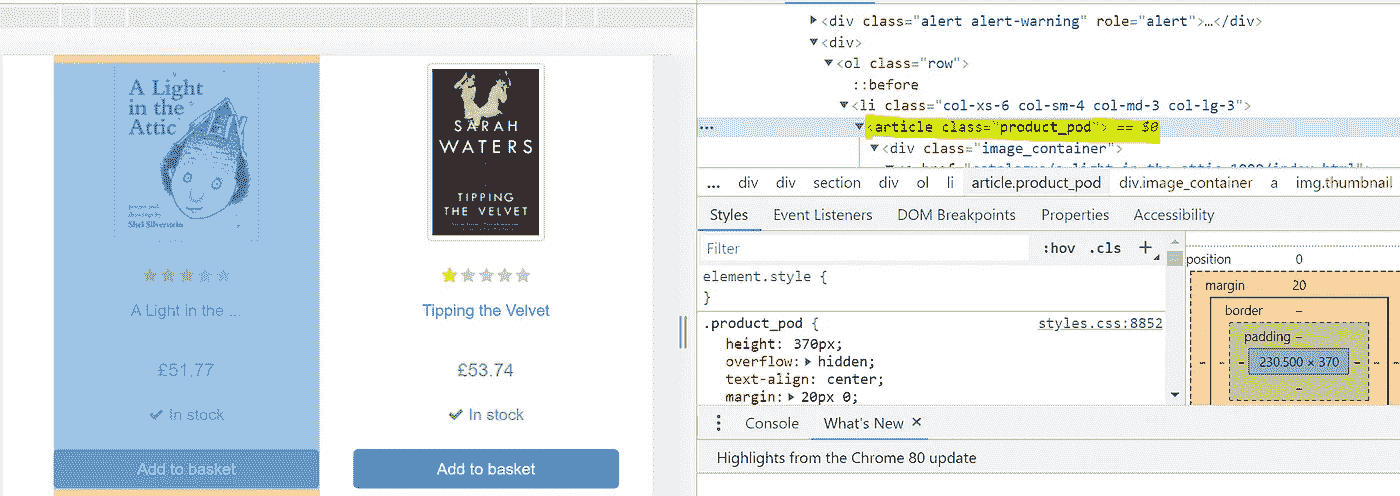 A Light
in the
Attic
poems and
drawings by
Shel Silverstein
A Light in the ...
£51.77
In stock
Add to basket
SARAH
WATERS
TIPPING
THE VELVET
Tipping the Velvet
£53.74
In stock
Add to basket
<div class="alert alert-warning" role="alert">…</div>
<div>
<ol class="row">
::before
<li class="col-xs-6 col-sm-4 col-md-3 col-lg-3">
... <article class="product_pod"> == $0
<div class="image_container">
... div div section div ol li article.product_pod div.image_container a img.thumbnail
Styles Event Listeners DOM Breakpoints Properties Accessibility
Filter :hov .cls +
element.style {
}
.product_pod { styles.css:8852
height: 370px;
overflow: hidden;
text-align: center;
margin: 20px 0;
position 0
margin 20
border –
padding –
– – – 230.500 × 370 – – –
–
Console What's New ×
Highlights from the Chrome 80 update